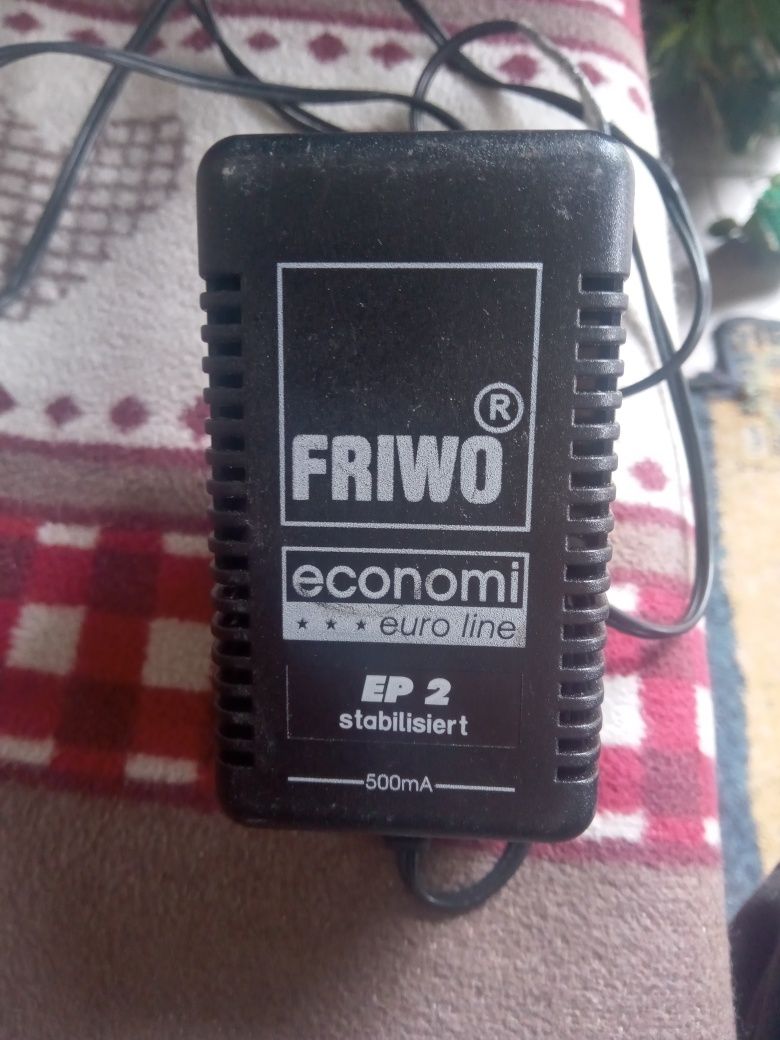 ®
FRIWO
economi
★ ★ ★ euro line
EP 2
stabilisiert
500mA